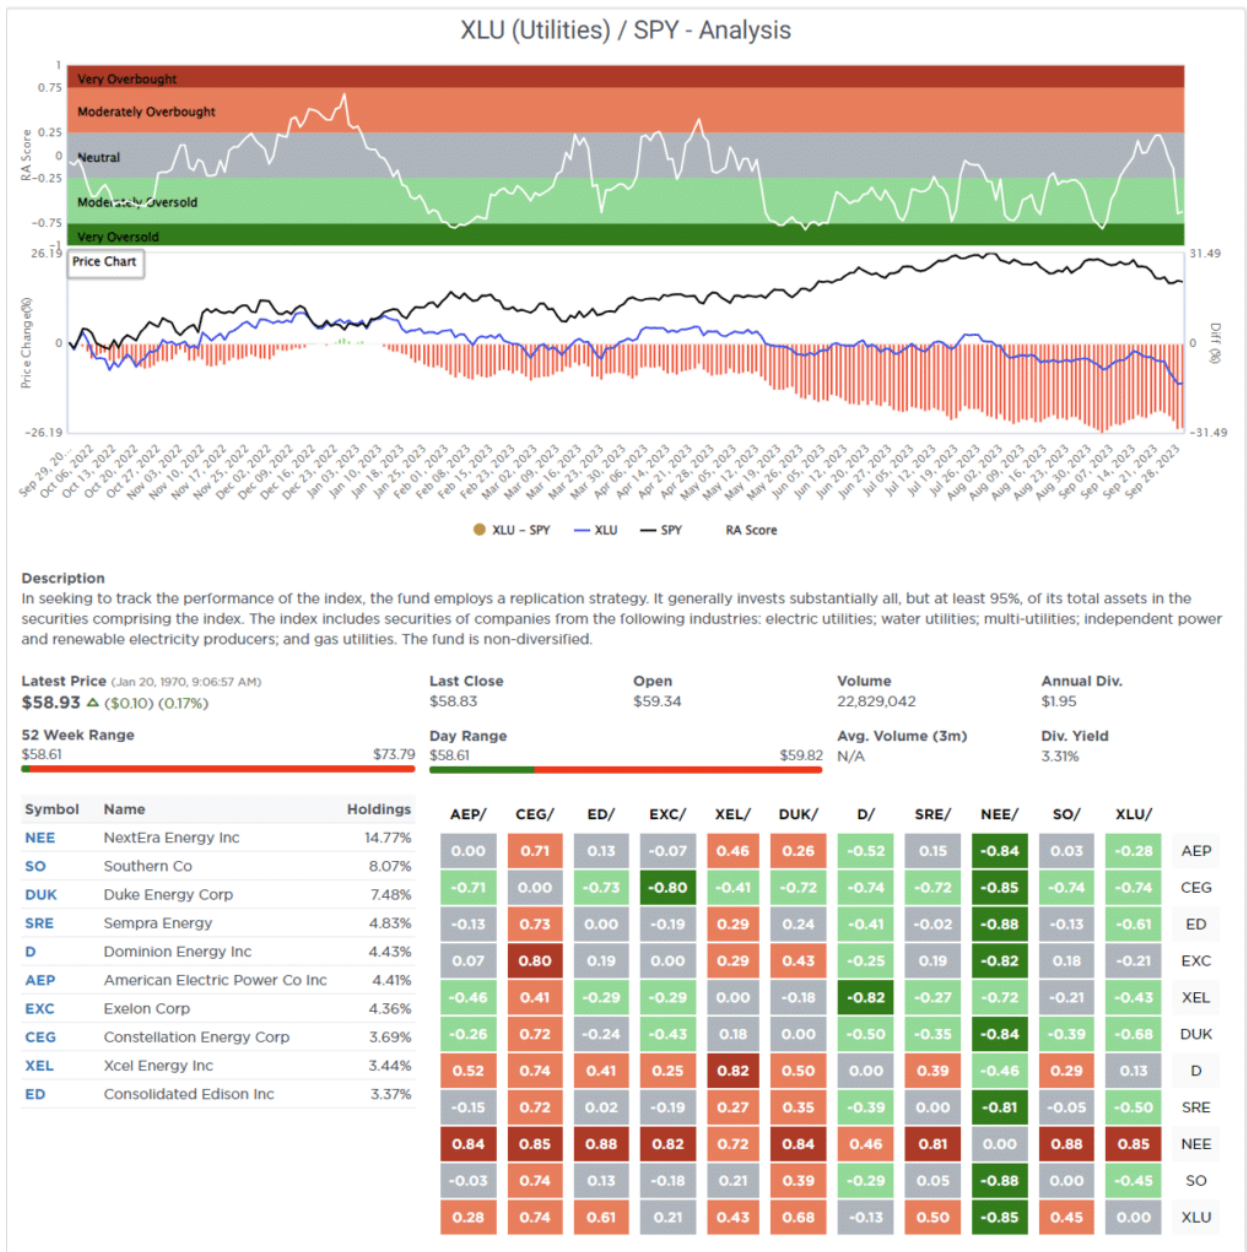 XLU (Utilities) / SPY - Analysis
1
Very Overbought
0.75
Moderately Overbought
0.25
RA Score
0
Neutral
-0.25
Moderately Oversold
-0.75
Very Oversold
-1
26.19
31.49
Price Chart
Price Change(%)
0
0
Diff (%)
-26.19
-31.49
Sep 29, 20... Oct 06, 2022 Oct 13, 2022 Oct 20, 2022 Oct 27, 2022 Nov 03, 2022 Nov 10, 2022 Nov 17, 2022 Nov 25, 2022 Dec 02, 2022 Dec 09, 2022 Dec 16, 2022 Dec 23, 2022 Jan 03, 2023 Jan 10, 2023 Jan 18, 2023 Jan 25, 2023 Feb 01, 2023 Feb 08, 2023 Feb 15, 2023 Feb 23, 2023 Mar 02, 2023 Mar 09, 2023 Mar 16, 2023 Mar 23, 2023 Mar 30, 2023 Apr 06, 2023 Apr 14, 2023 Apr 21, 2023 Apr 28, 2023 May 05, 2023 May 12, 2023 May 19, 2023 May 26, 2023 Jun 05, 2023 Jun 12, 2023 Jun 20, 2023 Jun 27, 2023 Jul 05, 2023 Jul 12, 2023 Jul 19, 2023 Jul 26, 2023 Aug 02, 2023 Aug 09, 2023 Aug 16, 2023 Aug 23, 2023 Aug 30, 2023 Sep 07, 2023 Sep 14, 2023 Sep 21, 2023 Sep 28, 2023
XLU - SPY XLU SPY RA Score
Description
In seeking to track the performance of the index, the fund employs a replication strategy. It generally invests substantially all, but at least 95%, of its total assets in the
securities comprising the index. The index includes securities of companies from the following industries: electric utilities; water utilities; multi-utilities; independent power
and renewable electricity producers; and gas utilities. The fund is non-diversified.
Latest Price (Jan 20, 1970, 9:06:57 AM) Last Close Open Volume Annual Div.
$58.93 ($0.10) (0.17%) $58.83 $59.34 22,829,042 $1.95
52 Week Range Day Range Avg. Volume (3m) Div. Yield
$58.61 $73.79 $58.61 $59.82 N/A 3.31%
Symbol Name Holdings
NEE NextEra Energy Inc 14.77%
SO Southern Co 8.07%
DUK Duke Energy Corp 7.48%
SRE Sempra Energy 4.83%
D Dominion Energy Inc 4.43%
AEP American Electric Power Co Inc 4.41%
EXC Exelon Corp 4.36%
CEG Constellation Energy Corp 3.69%
XEL Xcel Energy Inc 3.44%
ED Consolidated Edison Inc 3.37%
AEP/ CEG/ ED/ EXC/ XEL/ DUK/ D/ SRE/ NEE/ SO/ XLU/
0.00 0.71 0.13 -0.07 0.46 0.26 -0.52 0.15 -0.84 0.03 -0.28 AEP
-0.71 0.00 -0.73 -0.80 -0.41 -0.72 -0.74 -0.72 -0.85 -0.74 -0.74 CEG
-0.13 0.73 0.00 -0.19 0.29 0.24 -0.41 -0.02 -0.88 -0.13 -0.61 ED
0.07 0.80 0.19 0.00 0.29 0.43 -0.25 0.19 -0.82 0.18 -0.21 EXC
-0.46 0.41 -0.29 -0.29 0.00 -0.18 -0.82 -0.27 -0.72 -0.21 -0.43 XEL
-0.26 0.72 -0.24 -0.43 0.18 0.00 -0.50 -0.35 -0.84 -0.39 -0.68 DUK
0.52 0.74 0.41 0.25 0.82 0.50 0.00 0.39 -0.46 0.29 0.13 D
-0.15 0.72 0.02 -0.19 0.27 0.35 -0.39 0.00 -0.81 -0.05 -0.50 SRE
0.84 0.85 0.88 0.82 0.72 0.84 0.46 0.81 0.00 0.88 0.85 NEE
-0.03 0.74 0.13 -0.18 0.21 0.39 -0.29 0.05 -0.88 0.00 -0.45 SO
0.28 0.74 0.61 0.21 0.43 0.68 -0.13 0.50 -0.85 0.45 0.00 XLU